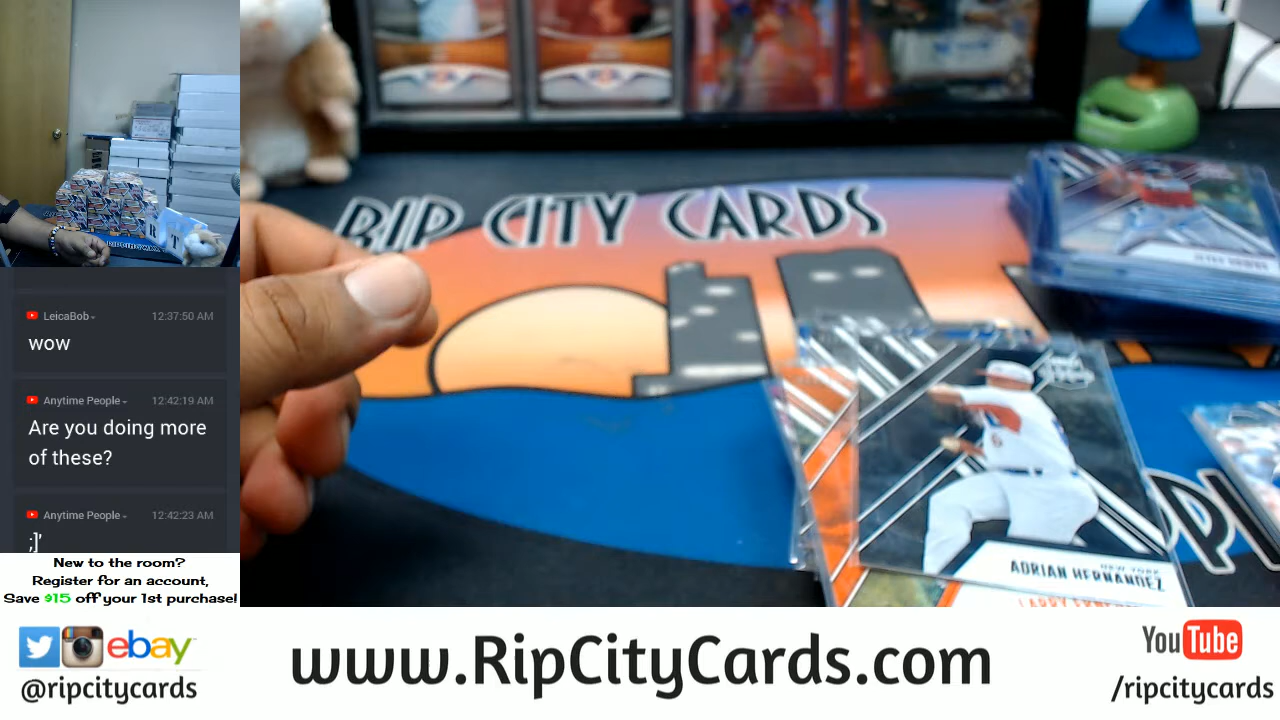 RIP CITY CARDS
LeicaBob
12:37:50 AM
wow
Anytime People
12:42:19 AM
Are you doing more
of these?
Anytime People
12:42:23 AM
;]'
NEW YORK
ADRIAN HERNANDEZ
New to the room?
Register for an account,
Save $15 off your 1st purchase!
ebay
@ripcitycards
www.RipCityCards.com
YouTube
/ripcitycards